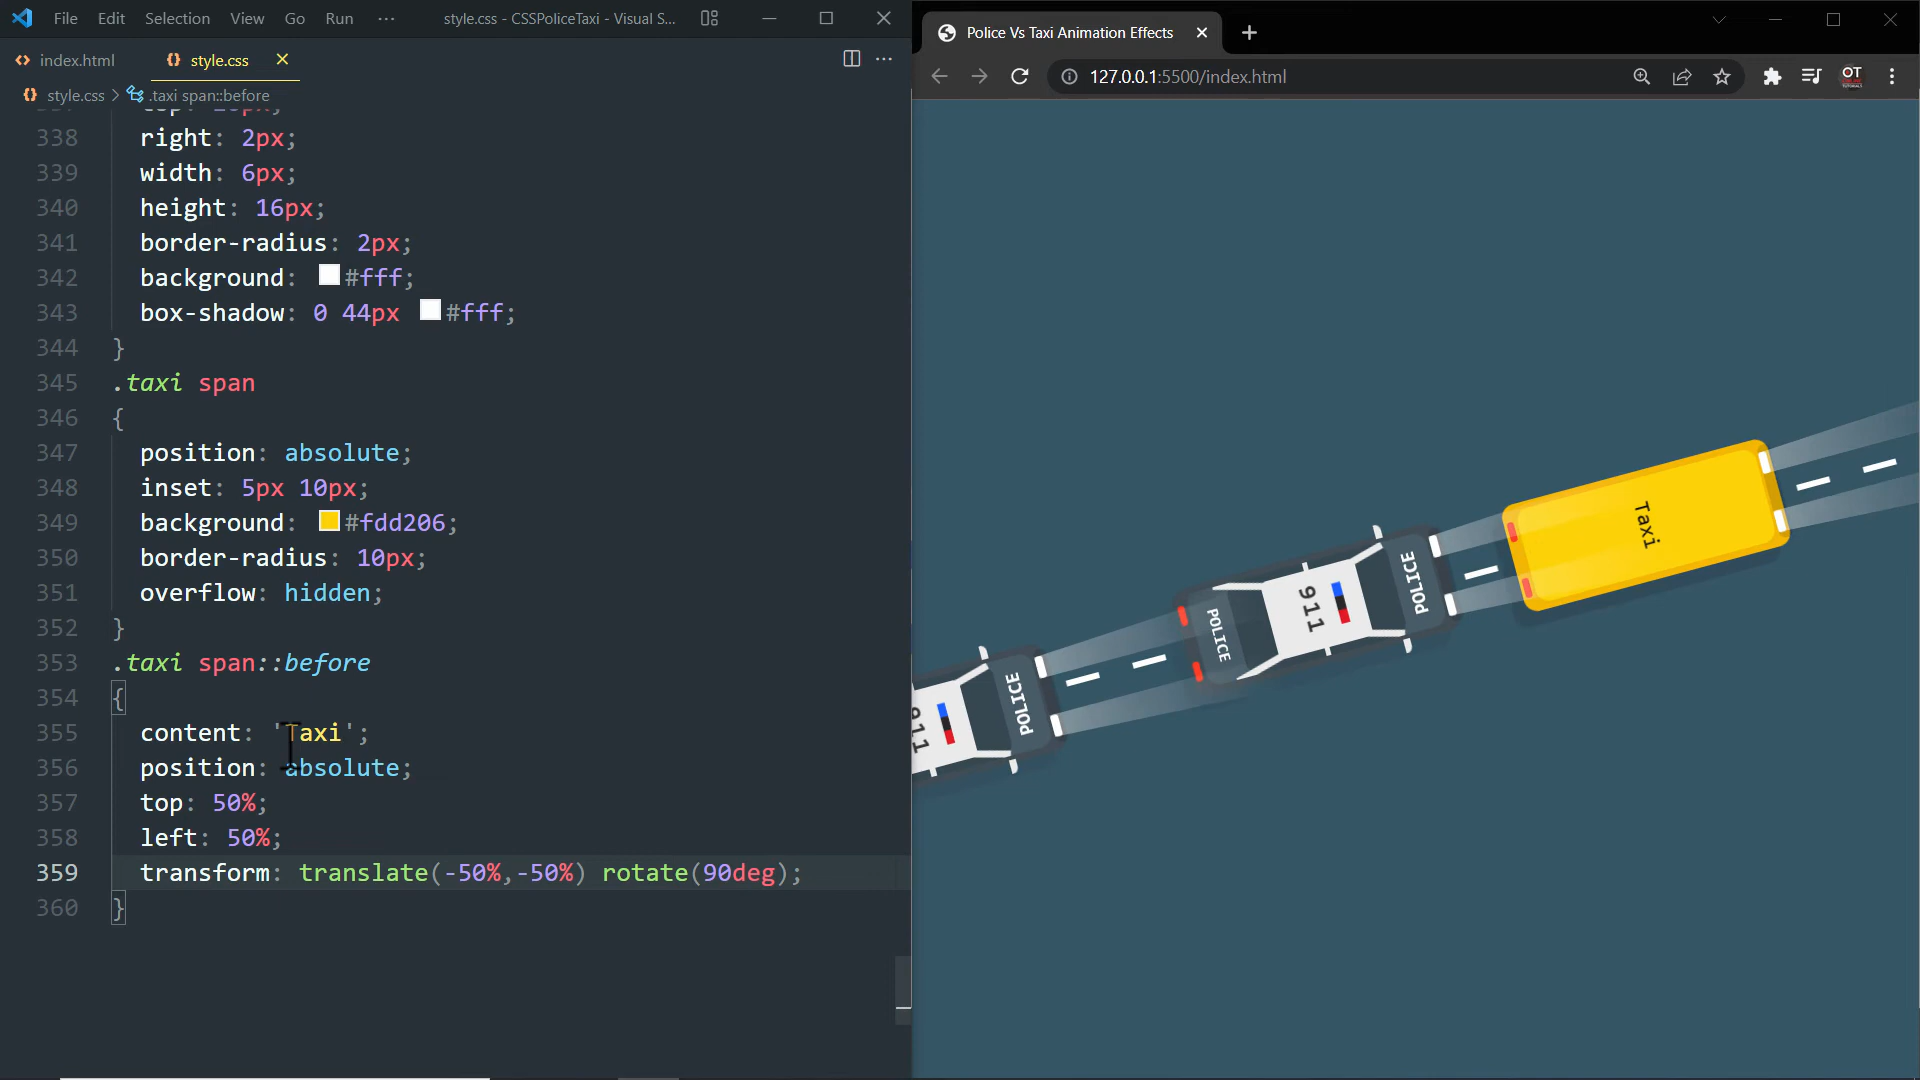 File Edit Selection View Go Run ··· style.css - CSSPoliceTaxi - Visual S...
index.html style.css
style.css > .taxi span::before
338 right: 2px;
339 width: 6px;
340 height: 16px;
341 border-radius: 2px;
342 background: #fff;
343 box-shadow: 0 44px #fff;
344 }
345 .taxi span
346 {
347 position: absolute;
348 inset: 5px 10px;
349 background: #fdd206;
350 border-radius: 10px;
351 overflow: hidden;
352 }
353 .taxi span::before
354 {
355 content: 'Taxi';
356 position: absolute;
357 top: 50%;
358 left: 50%;
359 transform: translate(-50%,-50%) rotate(90deg);
360 }
Police Vs Taxi Animation Effects
127.0.0.1:5500/index.html
OT
Taxi
POLICE
911
POLICE
POLICE
911